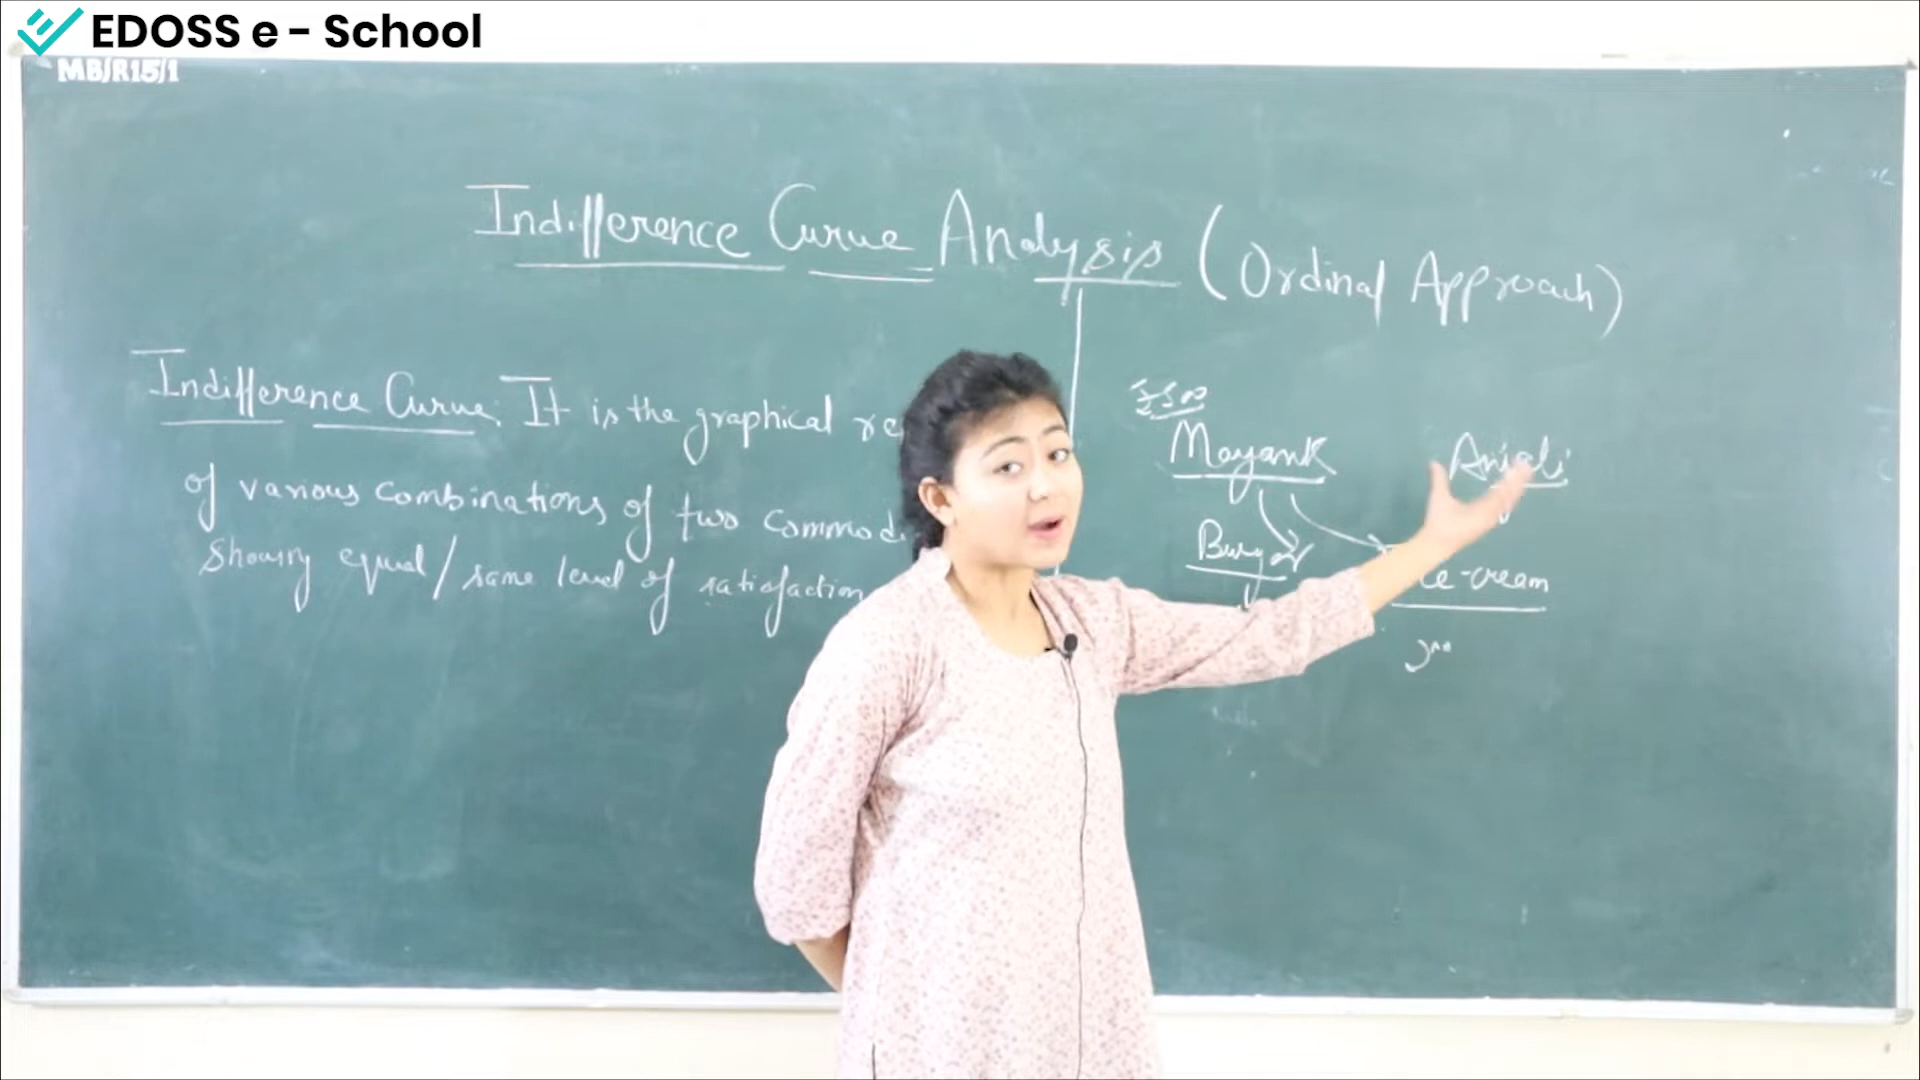 EDOSS e - School
MB/R15/1
Indifference Curve Analysis (Ordinal Approach)
Indifference Curve: It is the graphical re
of various combinations of two commod
Showing equal/same level of satisfaction
Mayank
Anjali
Burger
ce-cream